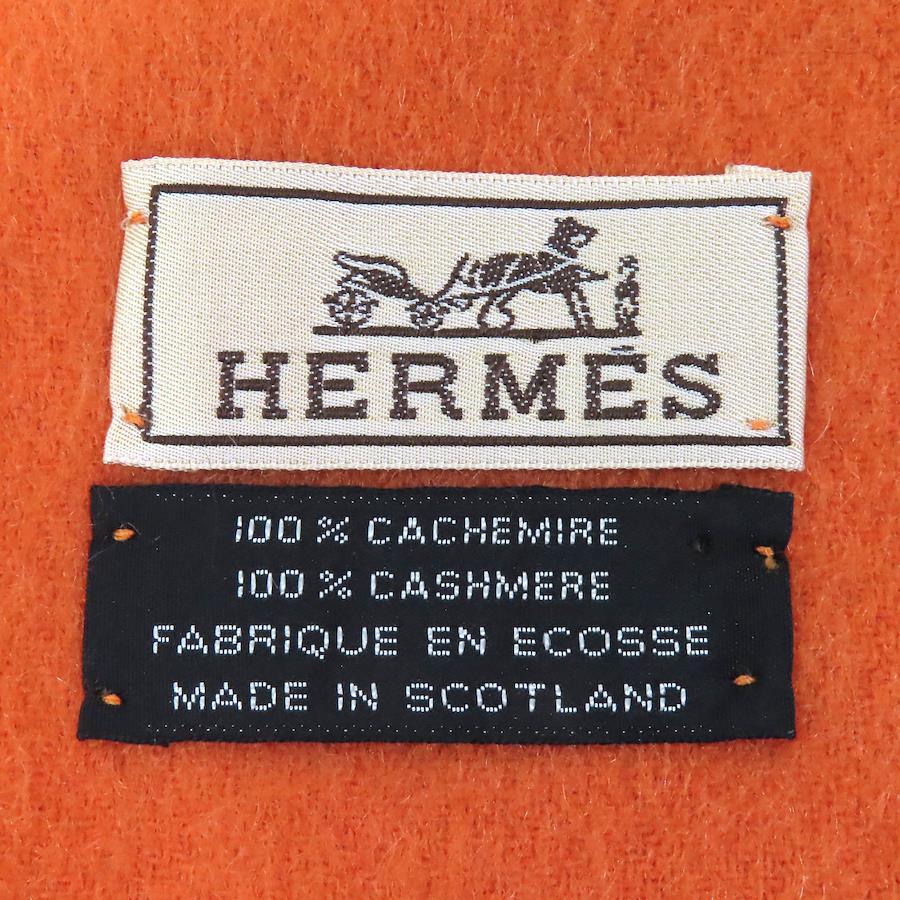 HERMÈS
100 % CACHEMIRE
100 % CASHMERE
FABRIQUE EN ECOSSE
MADE IN SCOTLAND